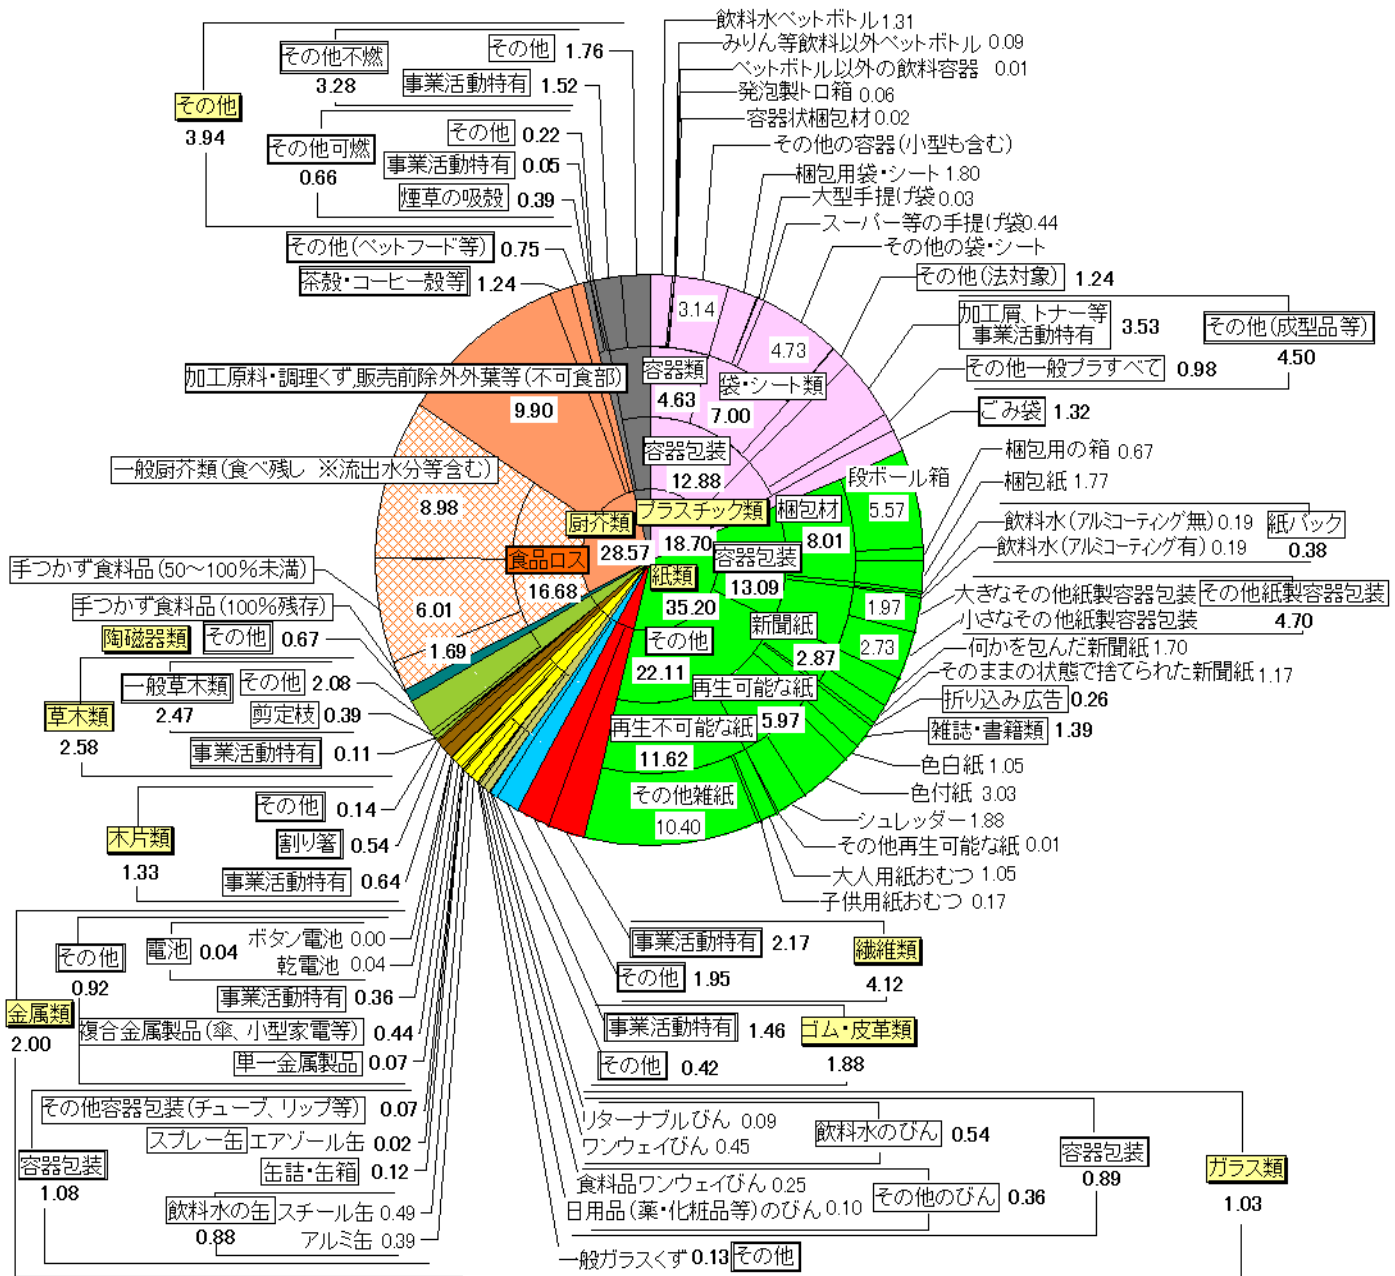 飲料水ペットボトル 1.31
みりん等飲料以外ペットボトル 0.09
ペットボトル以外の飲料容器 0.01
発泡製トロ箱 0.06
容器状梱包材 0.02
その他の容器(小型も含む)
梱包用袋・シート 1.80
大型手提げ袋 0.03
スーパー等の手提げ袋 0.44
その他の袋・シート
その他(法対象) 1.24
加工屑、トナー等
事業活動特有 3.53
その他(成型品等)
4.50
その他一般プラすべて 0.98
ごみ袋 1.32
その他不燃
3.28
その他 1.76
事業活動特有 1.52
その他
3.94
その他可燃
0.66
その他 0.22
事業活動特有 0.05
煙草の吸殻 0.39
その他(ペットフード等) 0.75
茶殻・コーヒー殻等 1.24
加工原料・調理くず,販売前除外外葉等(不可食部)
9.90
3.14
4.73
容器類
4.63
袋・シート類
7.00
容器包装
12.88
プラスチック類
18.70
一般厨芥類(食べ残し ※流出水分等含む)
8.98
厨芥類
28.57
食品ロス
16.68
6.01
1.69
手つかず食料品(50～100%未満)
手つかず食料品(100%残存)
紙類
35.20
梱包材
8.01
段ボール箱
5.57
容器包装
13.09
梱包用の箱 0.67
梱包紙 1.77
飲料水(アルミコーティング無) 0.19
飲料水(アルミコーティング有) 0.19
紙パック
0.38
1.97
大きなその他紙製容器包装
小さなその他紙製容器包装
その他紙製容器包装
4.70
2.73
新聞紙
2.87
何かを包んだ新聞紙 1.70
そのままの状態で捨てられた新聞紙 1.17
その他
22.11
再生可能な紙
5.97
折り込み広告 0.26
雑誌・書籍類 1.39
色白紙 1.05
色付紙 3.03
シュレッダー 1.88
その他再生可能な紙 0.01
再生不可能な紙
11.62
その他雑紙
10.40
大人用紙おむつ 1.05
子供用紙おむつ 0.17
陶磁器類 その他 0.67
一般草木類
2.47
その他 2.08
剪定枝 0.39
草木類
2.58
事業活動特有 0.11
その他 0.14
割り箸 0.54
木片類
1.33
事業活動特有 0.64
事業活動特有 2.17
その他 1.95
繊維類
4.12
事業活動特有 1.46
その他 0.42
ゴム・皮革類
1.88
その他
0.92
電池 0.04
ボタン電池 0.00
乾電池 0.04
事業活動特有 0.36
金属類
2.00
複合金属製品(傘、小型家電等) 0.44
単一金属製品 0.07
その他容器包装(チューブ、リップ等) 0.07
スプレー缶 エアゾール缶 0.02
缶詰・缶箱 0.12
容器包装
1.08
飲料水の缶
0.88
スチール缶 0.49
アルミ缶 0.39
リターナブルびん 0.09
ワンウェイびん 0.45
飲料水のびん 0.54
食料品ワンウェイびん 0.25
日用品(薬・化粧品等)のびん 0.10
その他のびん 0.36
容器包装
0.89
ガラス類
1.03
一般ガラスくず 0.13 その他